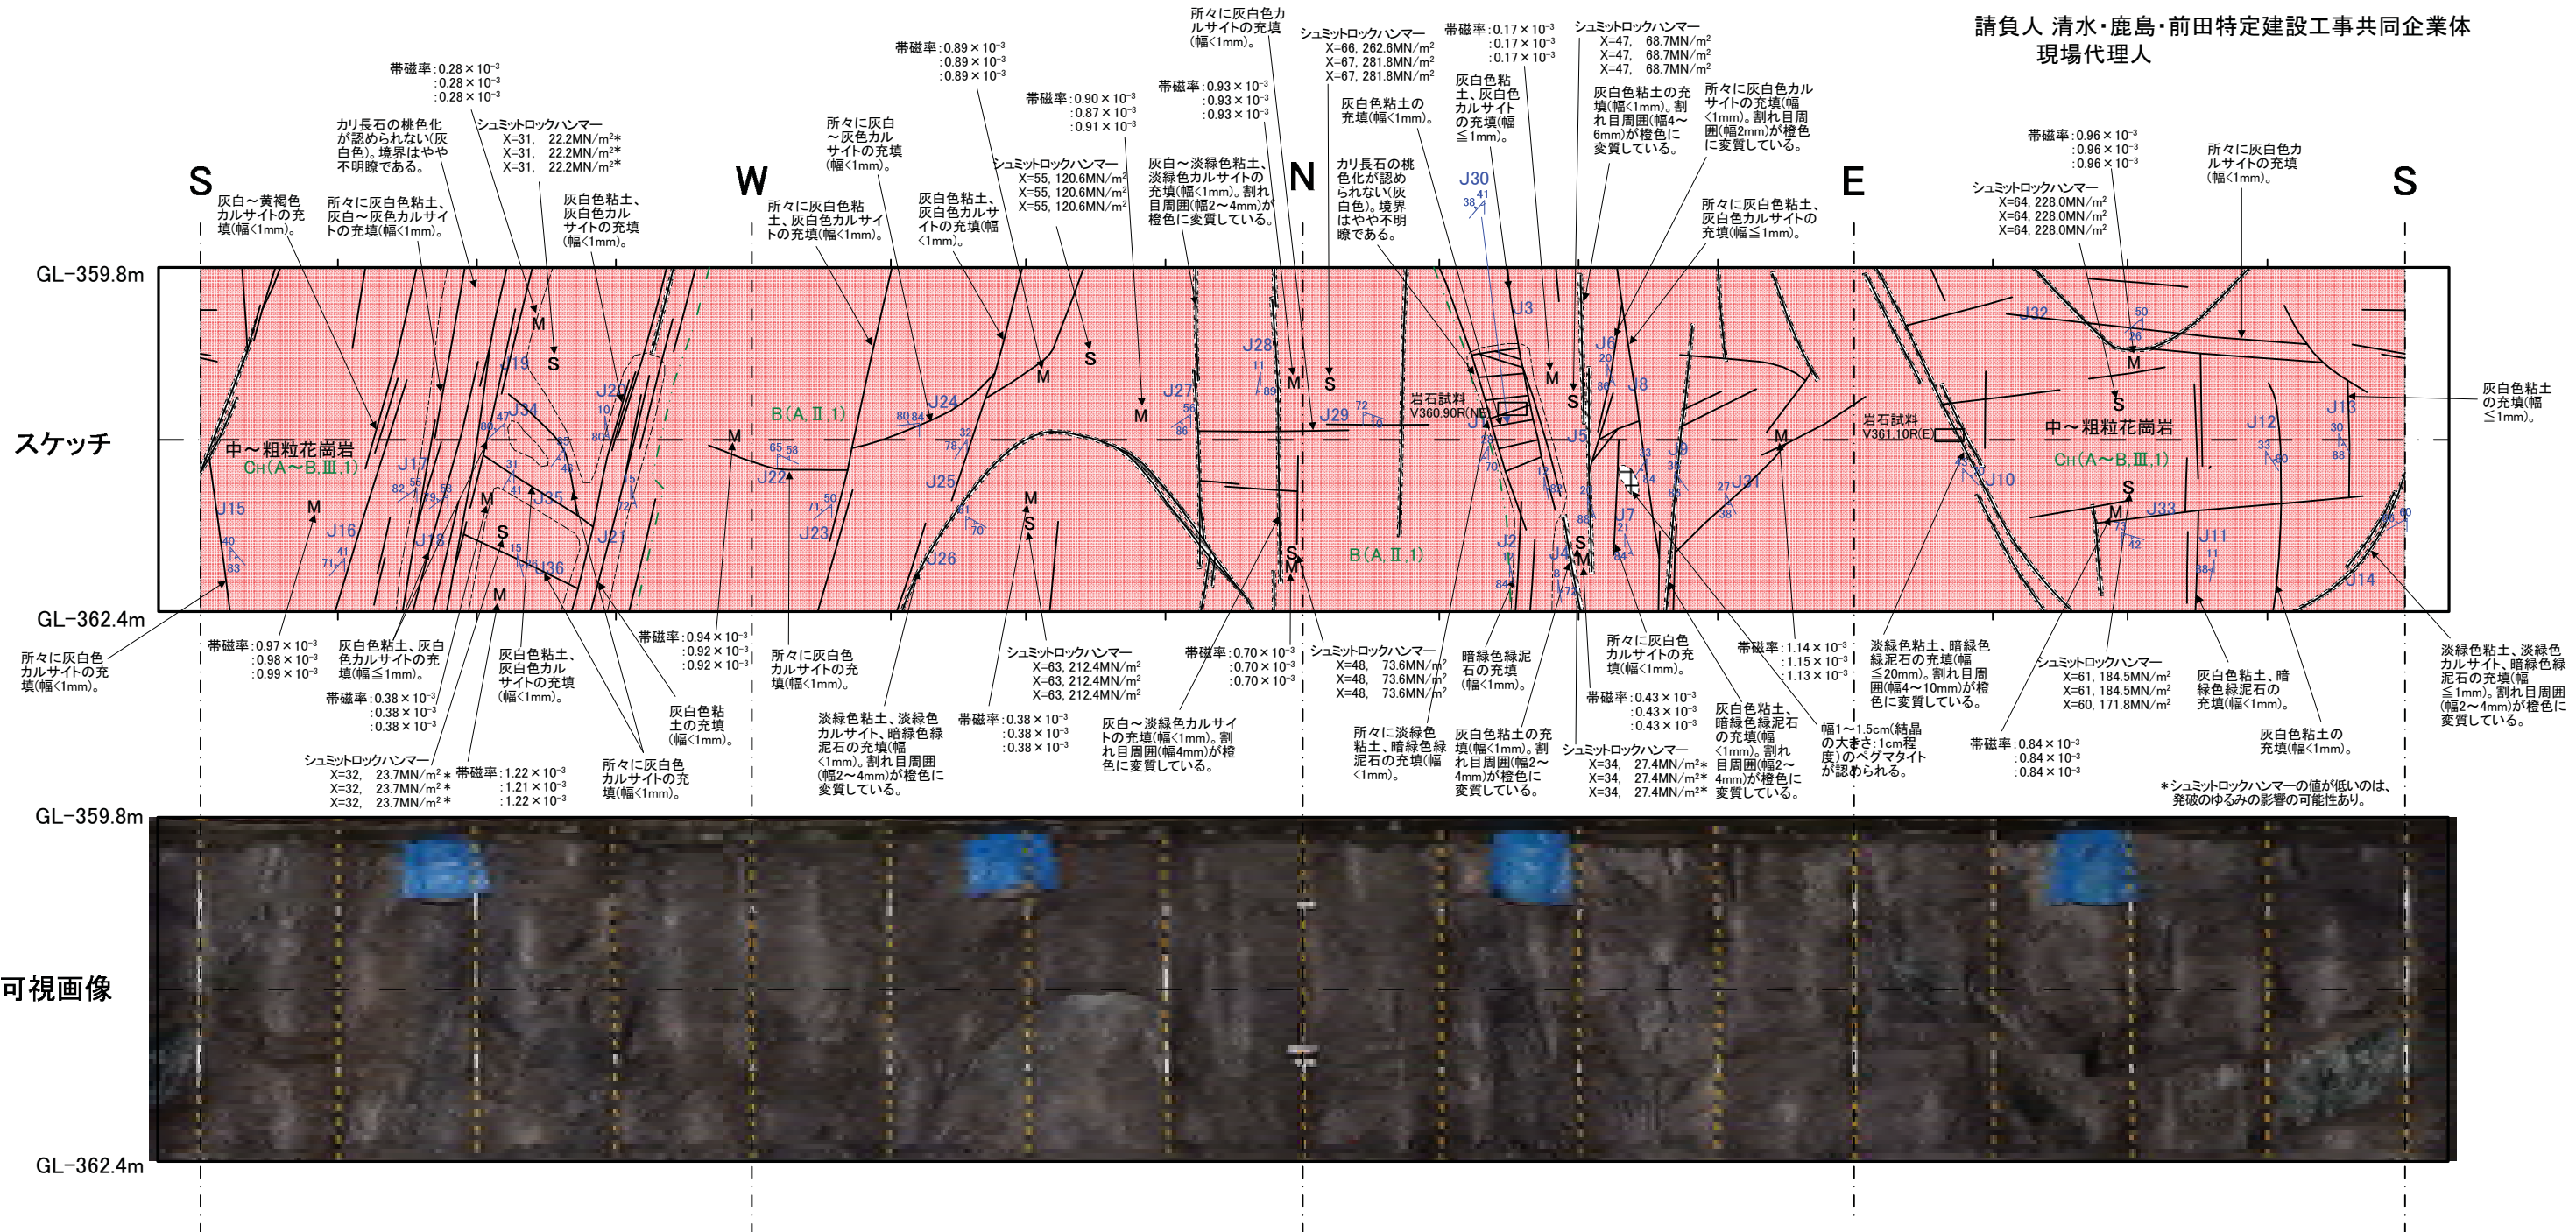 請負人 清水・鹿島・前田特定建設工事共同企業体
現場代理人
帯磁率:0.28×10⁻³
:0.28×10⁻³
:0.28×10⁻³
カリ長石の桃色化
が認められない(灰
白色)。境界はやや
不明瞭である。
シュミットロックハンマー
X=31, 22.2MN/m²*
X=31, 22.2MN/m²*
X=31, 22.2MN/m²*
帯磁率:0.89×10⁻³
:0.89×10⁻³
:0.89×10⁻³
所々に灰白
~灰色カル
サイトの充填
(幅<1mm)。
帯磁率:0.90×10⁻³
:0.87×10⁻³
:0.91×10⁻³
シュミットロックハンマー
X=55, 120.6MN/m²
X=55, 120.6MN/m²
X=55, 120.6MN/m²
所々に灰白色カ
ルサイトの充填
(幅<1mm)。
帯磁率:0.93×10⁻³
:0.93×10⁻³
:0.93×10⁻³
灰白~淡緑色粘土、
淡緑色カルサイトの
充填(幅<1mm)。割れ
目周囲(幅2~4mm)が
橙色に変質している。
シュミットロックハンマー
X=66, 262.6MN/m²
X=67, 281.8MN/m²
X=67, 281.8MN/m²
灰白色粘土の
充填(幅<1mm)。
カリ長石の桃
色化が認め
られない(灰
白色)。境界
はやや不明
瞭である。
帯磁率:0.17×10⁻³
:0.17×10⁻³
:0.17×10⁻³
灰白色粘
土、灰白色
カルサイト
の充填(幅
≦1mm)。
シュミットロックハンマー
X=47, 68.7MN/m²
X=47, 68.7MN/m²
X=47, 68.7MN/m²
灰白色粘土の充
填(幅<1mm)。割
れ目周囲(幅4~
6mm)が橙色に
変質している。
所々に灰白色カル
サイトの充填(幅
<1mm)。割れ目周
囲(幅2mm)が橙色
に変質している。
所々に灰白色粘土、
灰白色カルサイトの
充填(幅≦1mm)。
帯磁率:0.96×10⁻³
:0.96×10⁻³
:0.96×10⁻³
シュミットロックハンマー
X=64, 228.0MN/m²
X=64, 228.0MN/m²
X=64, 228.0MN/m²
所々に灰白色カ
ルサイトの充填
(幅<1mm)。
S
W
N
E
S
灰白~黄褐色
カルサイトの充
填(幅<1mm)。
所々に灰白色粘土、
灰白~灰色カルサイ
トの充填(幅<1mm)。
灰白色粘土、
灰白色カル
サイトの充填
(幅<1mm)。
所々に灰白色粘
土、灰白色カルサイ
トの充填(幅<1mm)。
灰白色粘土、
灰白色カルサ
イトの充填(幅
<1mm)。
J30
41
38
GL-359.8m
スケッチ
GL-362.4m
中~粗粒花崗岩
CH(A~B,Ⅲ,1)
B(A,Ⅱ,1)
B(A,Ⅱ,1)
中~粗粒花崗岩
CH(A~B,Ⅲ,1)
岩石試料
V360.90R(NE)
岩石試料
V361.10R(E)
J15
J16
J17
J18
J19
J20
J21
J34
J35
J36
J22
J23
J24
J25
J26
J27
J28
J29
J1
J2
J3
J4
J5
J6
J7
J8
J9
J31
J10
J32
J33
J11
J12
J13
J14
灰白色粘土
の充填(幅
≦1mm)。
所々に灰白色
カルサイトの充
填(幅<1mm)。
帯磁率:0.97×10⁻³
:0.98×10⁻³
:0.99×10⁻³
灰白色粘土、灰白
色カルサイトの充
填(幅≦1mm)。
帯磁率:0.38×10⁻³
:0.38×10⁻³
:0.38×10⁻³
シュミットロックハンマー
X=32, 23.7MN/m²*
X=32, 23.7MN/m²*
X=32, 23.7MN/m²*
帯磁率:1.22×10⁻³
:1.21×10⁻³
:1.22×10⁻³
灰白色粘土、
灰白色カル
サイトの充填
(幅<1mm)。
所々に灰白色
カルサイトの充
填(幅<1mm)。
灰白色粘
土の充填
(幅<1mm)。
帯磁率:0.94×10⁻³
:0.92×10⁻³
:0.92×10⁻³
所々に灰白色
カルサイトの充
填(幅<1mm)。
淡緑色粘土、淡緑色
カルサイト、暗緑色緑
泥石の充填(幅
<1mm)。割れ目周囲
(幅2~4mm)が橙色に
変質している。
帯磁率:0.38×10⁻³
:0.38×10⁻³
:0.38×10⁻³
シュミットロックハンマー
X=63, 212.4MN/m²
X=63, 212.4MN/m²
X=63, 212.4MN/m²
灰白~淡緑色カルサイ
トの充填(幅<1mm)。割
れ目周囲(幅4mm)が橙
色に変質している。
帯磁率:0.70×10⁻³
:0.70×10⁻³
:0.70×10⁻³
シュミットロックハンマー
X=48, 73.6MN/m²
X=48, 73.6MN/m²
X=48, 73.6MN/m²
所々に淡緑色
粘土、暗緑色緑
泥石の充填(幅
<1mm)。
暗緑色緑泥
石の充填
(幅<1mm)。
灰白色粘土の充
填(幅<1mm)。割
れ目周囲(幅2~
4mm)が橙色に
変質している。
所々に灰白色
カルサイトの充
填(幅<1mm)。
帯磁率:0.43×10⁻³
:0.43×10⁻³
:0.43×10⁻³
シュミットロックハンマー
X=34, 27.4MN/m²*
X=34, 27.4MN/m²*
X=34, 27.4MN/m²*
灰白色粘土、
暗緑色緑泥石
の充填(幅
<1mm)。割れ
目周囲(幅2~
4mm)が橙色に
変質している。
帯磁率:1.14×10⁻³
:1.15×10⁻³
:1.13×10⁻³
幅1~1.5cm(結晶
の大きさ:1cm程
度)のペグマタイト
が認められる。
淡緑色粘土、暗緑色
緑泥石の充填(幅
≦20mm)。割れ目周
囲(幅4~10mm)が橙
色に変質している。
シュミットロックハンマー
X=61, 184.5MN/m²
X=61, 184.5MN/m²
X=60, 171.8MN/m²
帯磁率:0.84×10⁻³
:0.84×10⁻³
:0.84×10⁻³
灰白色粘土、暗
緑色緑泥石の
充填(幅<1mm)。
灰白色粘土の
充填(幅<1mm)。
淡緑色粘土、淡緑色
カルサイト、暗緑色緑
泥石の充填(幅
≦1mm)。割れ目周囲
(幅2~4mm)が橙色に
変質している。
*シュミットロックハンマーの値が低いのは、
発破のゆるみの影響の可能性あり。
GL-359.8m
可視画像
GL-362.4m